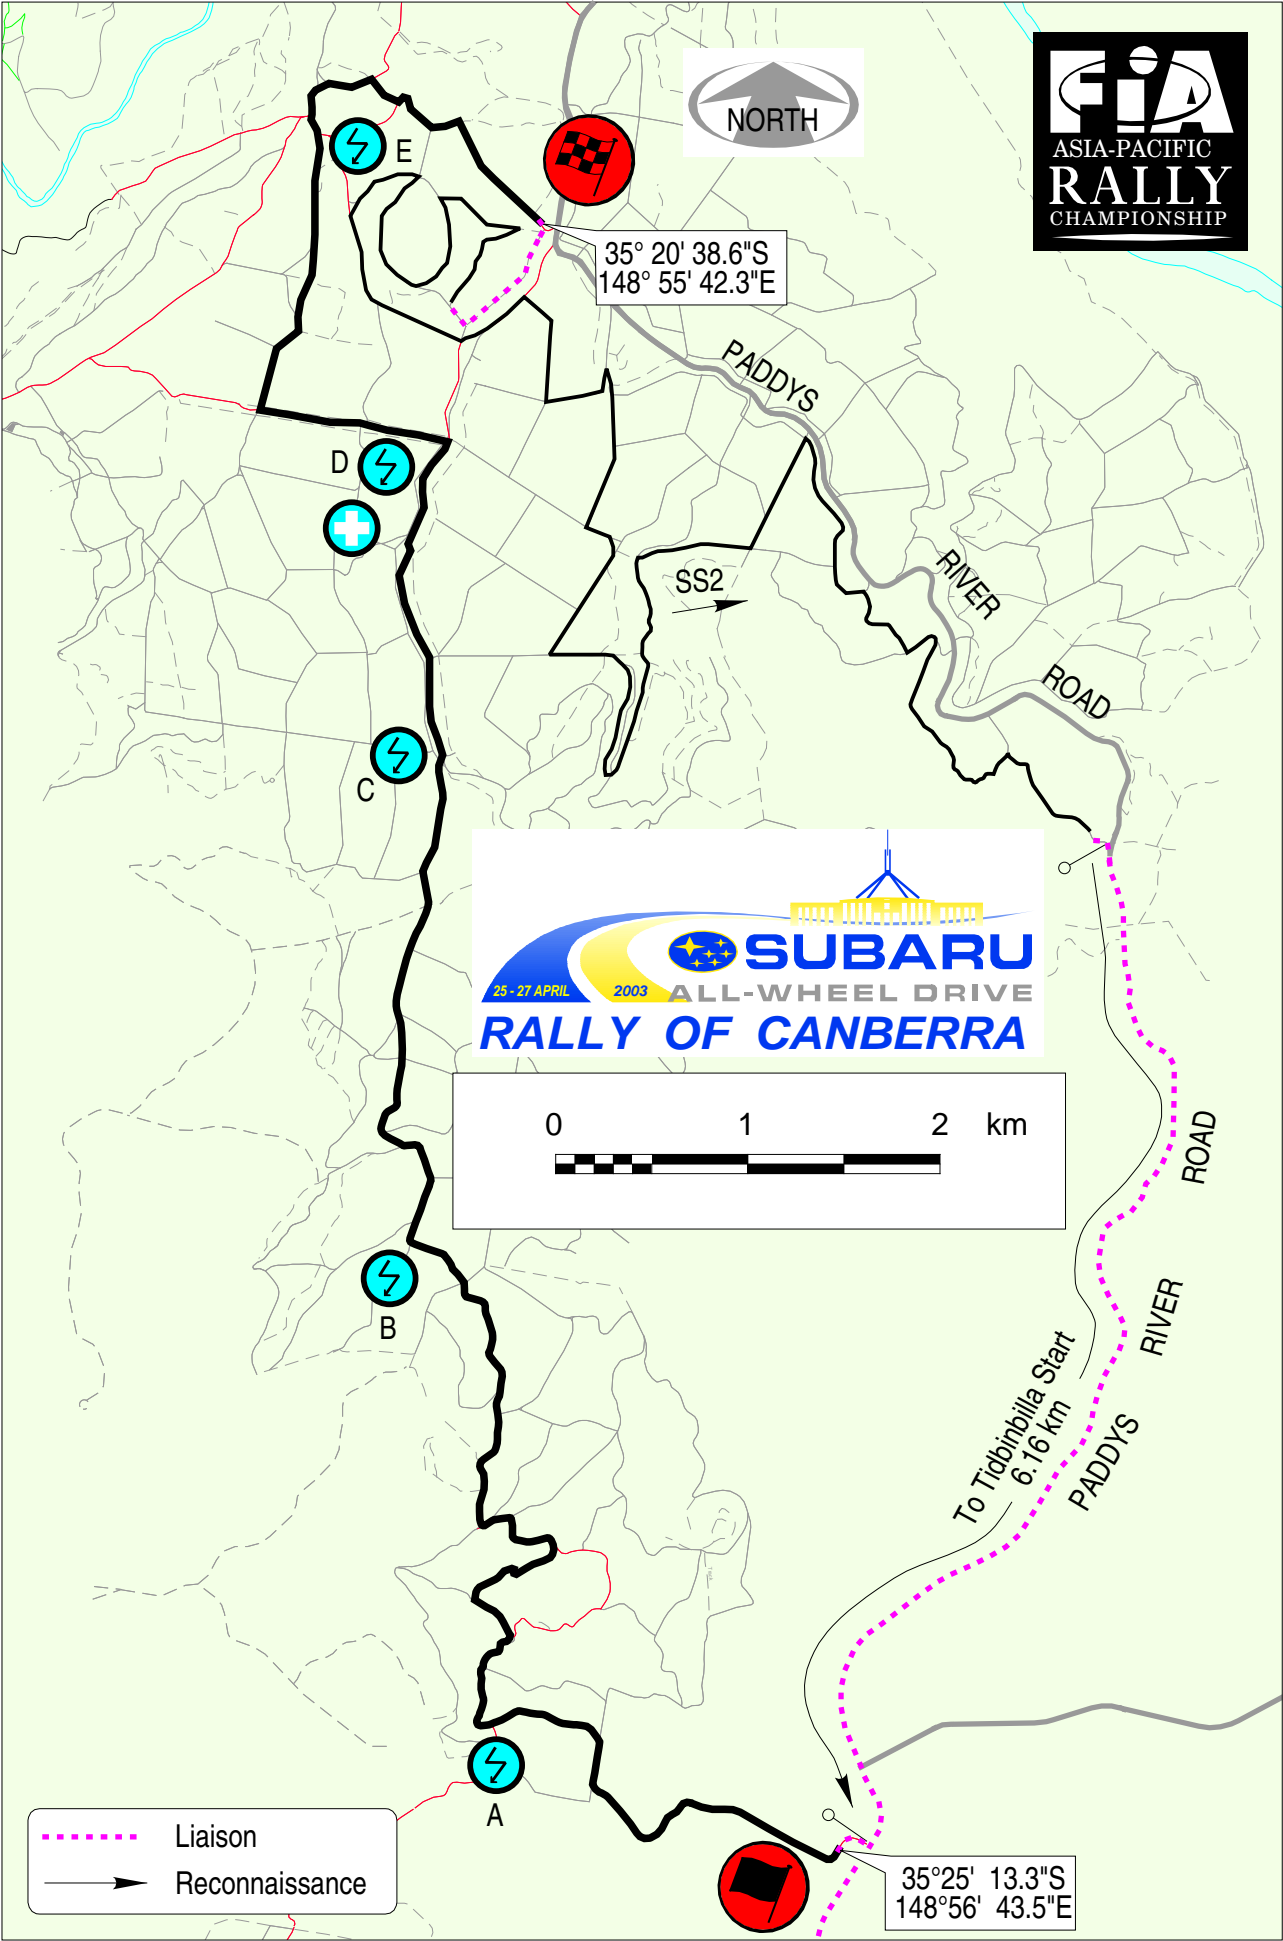 NORTH
FiA
ASIA-PACIFIC
RALLY
CHAMPIONSHIP
E
35° 20' 38.6"S
148° 55' 42.3"E
PADDYS
RIVER
ROAD
D
SS2
C
SUBARU
25 - 27 APRIL 2003 ALL-WHEEL DRIVE
RALLY OF CANBERRA
0 1 2 km
ROAD
RIVER
PADDYS
To Tidbinbilla Start
6.16 km
B
A
Liaison
Reconnaissance
35°25' 13.3"S
148°56' 43.5"E